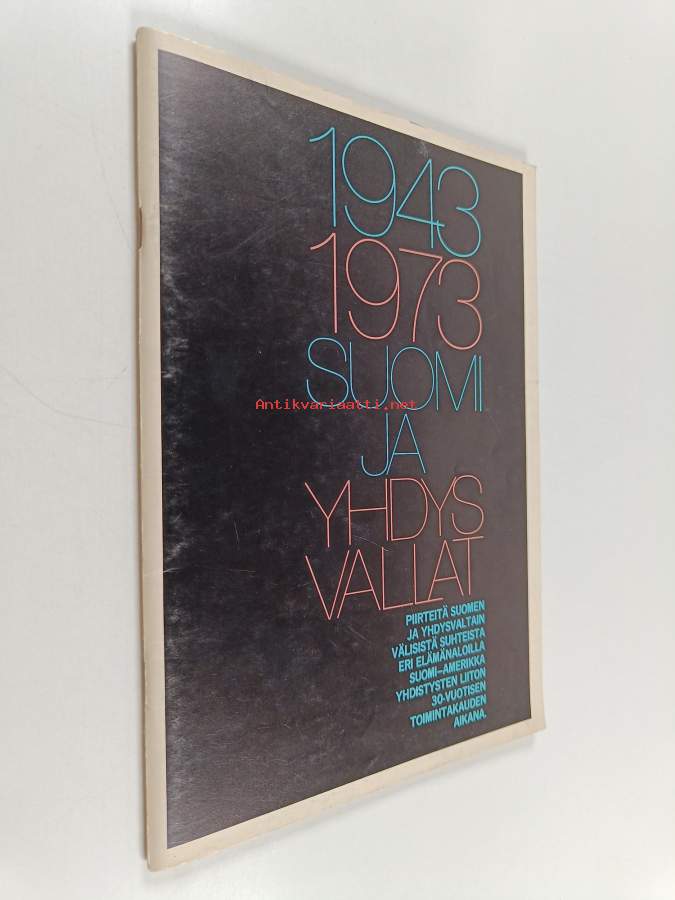 1943
1973
SUOMI
Antikvariaatti.net
JA
YHDYS
VALLAT
PIIRTEITÄ SUOMEN
JA YHDYSVALTAIN
VÄLISISTÄ SUHTEISTA
ERI ELÄMÄNALOILLA
SUOMI–AMERIKKA
YHDISTYSTEN LIITON
30-VUOTISEN
TOIMINTAKAUDEN
AIKANA.